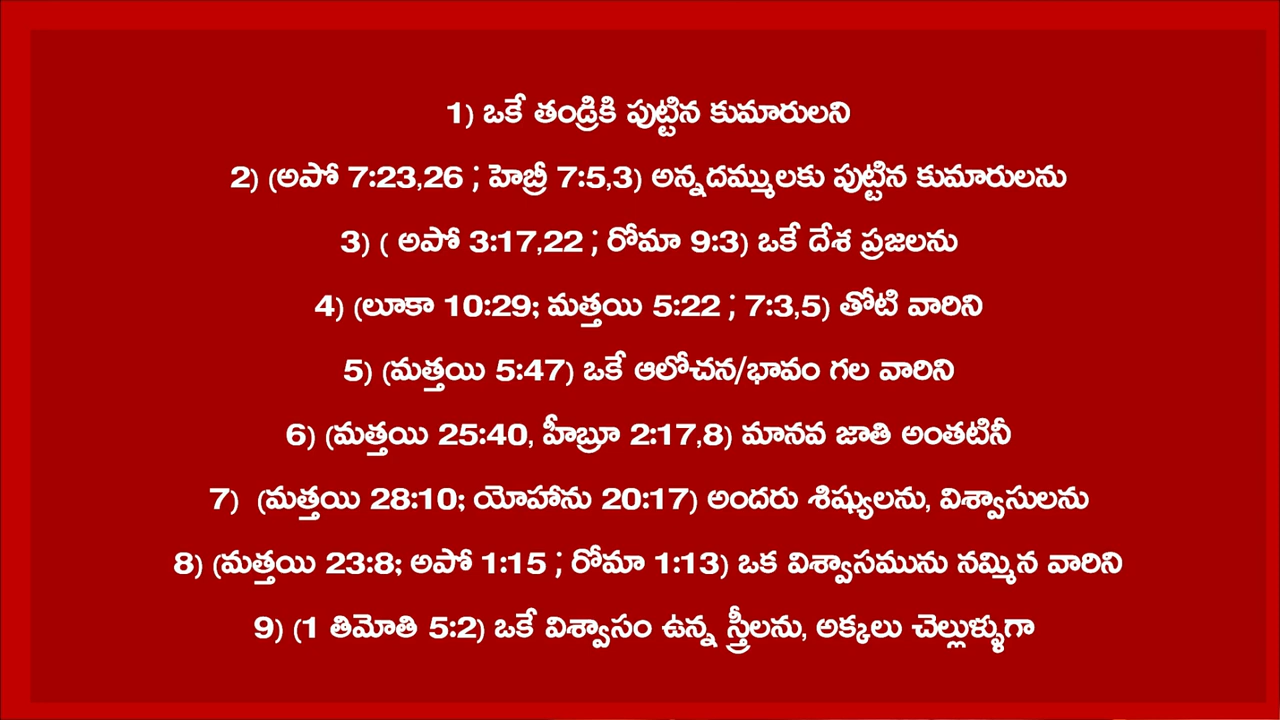 1) ఒకే తండ్రికి పుట్టిన కుమారులని
2) (అపో 7:23,26 ; హెబ్రీ 7:5,3) అన్నదమ్ములకు పుట్టిన కుమారులను
3) ( అపో 3:17,22 ; రోమా 9:3) ఒకే దేశ ప్రజలను
4) (లూకా 10:29; మత్తయి 5:22 ; 7:3,5) తోటి వారిని
5) (మత్తయి 5:47) ఒకే ఆలోచన/భావం గల వారిని
6) (మత్తయి 25:40, హీబ్రూ 2:17,8) మానవ జాతి అంతటినీ
7) (మత్తయి 28:10; యోహాను 20:17) అందరు శిష్యులను, విశ్వాసులను
8) (మత్తయి 23:8; అపో 1:15 ; రోమా 1:13) ఒక విశ్వాసమును నమ్మిన వారిని
9) (1 తిమోతి 5:2) ఒకే విశ్వాసం ఉన్న స్త్రీలను, అక్కలు చెల్లుళ్ళుగా